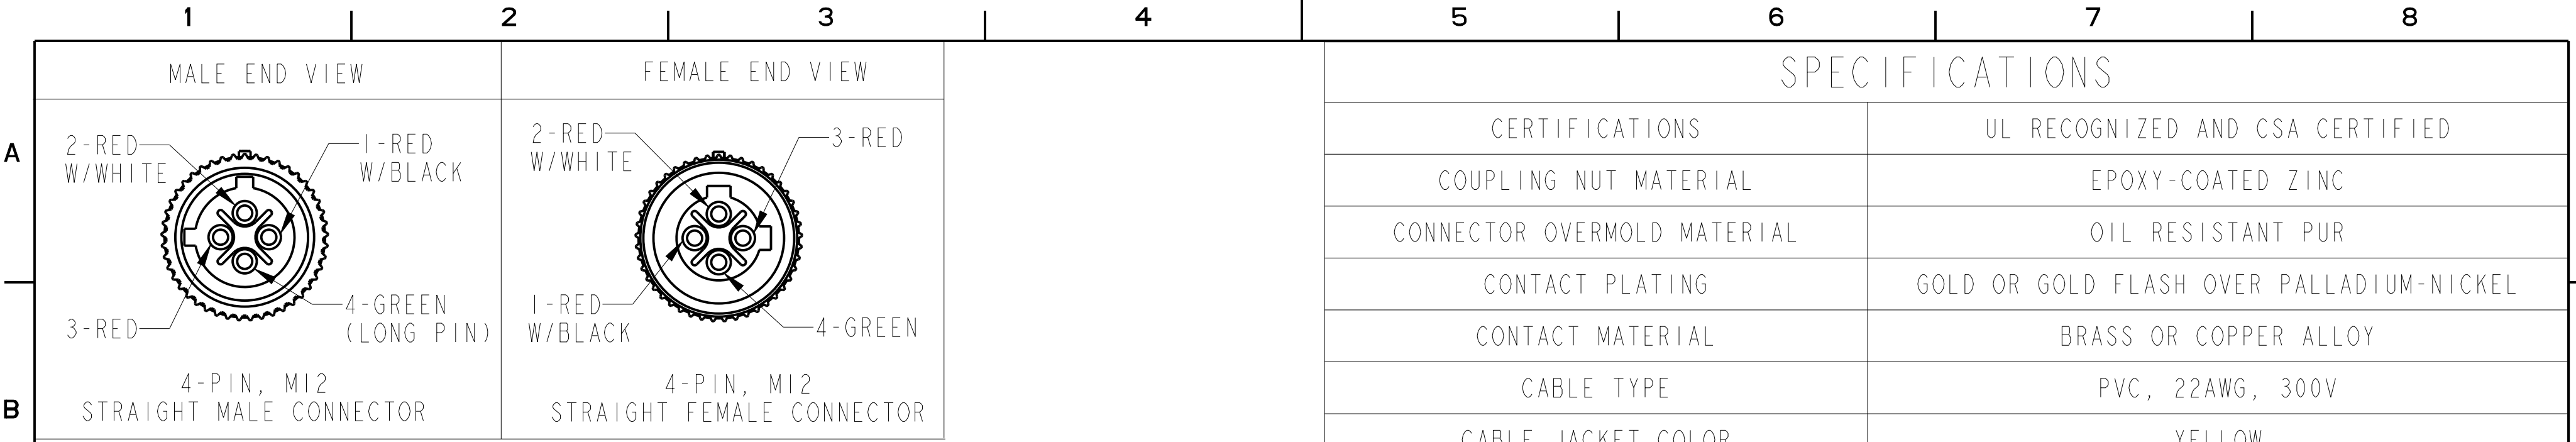 1 2 3 4 5 6 7 8
A
B
MALE END VIEW
2-RED
W/WHITE
1-RED
W/BLACK
3-RED
4-GREEN
(LONG PIN)
4-PIN, M12
STRAIGHT MALE CONNECTOR
FEMALE END VIEW
2-RED
W/WHITE
3-RED
1-RED
W/BLACK
4-GREEN
4-PIN, M12
STRAIGHT FEMALE CONNECTOR
SPECIFICATIONS
CERTIFICATIONS UL RECOGNIZED AND CSA CERTIFIED
COUPLING NUT MATERIAL EPOXY-COATED ZINC
CONNECTOR OVERMOLD MATERIAL OIL RESISTANT PUR
CONTACT PLATING GOLD OR GOLD FLASH OVER PALLADIUM-NICKEL
CONTACT MATERIAL BRASS OR COPPER ALLOY
CABLE TYPE PVC, 22AWG, 300V
CABLE JACKET COLOR YELLOW